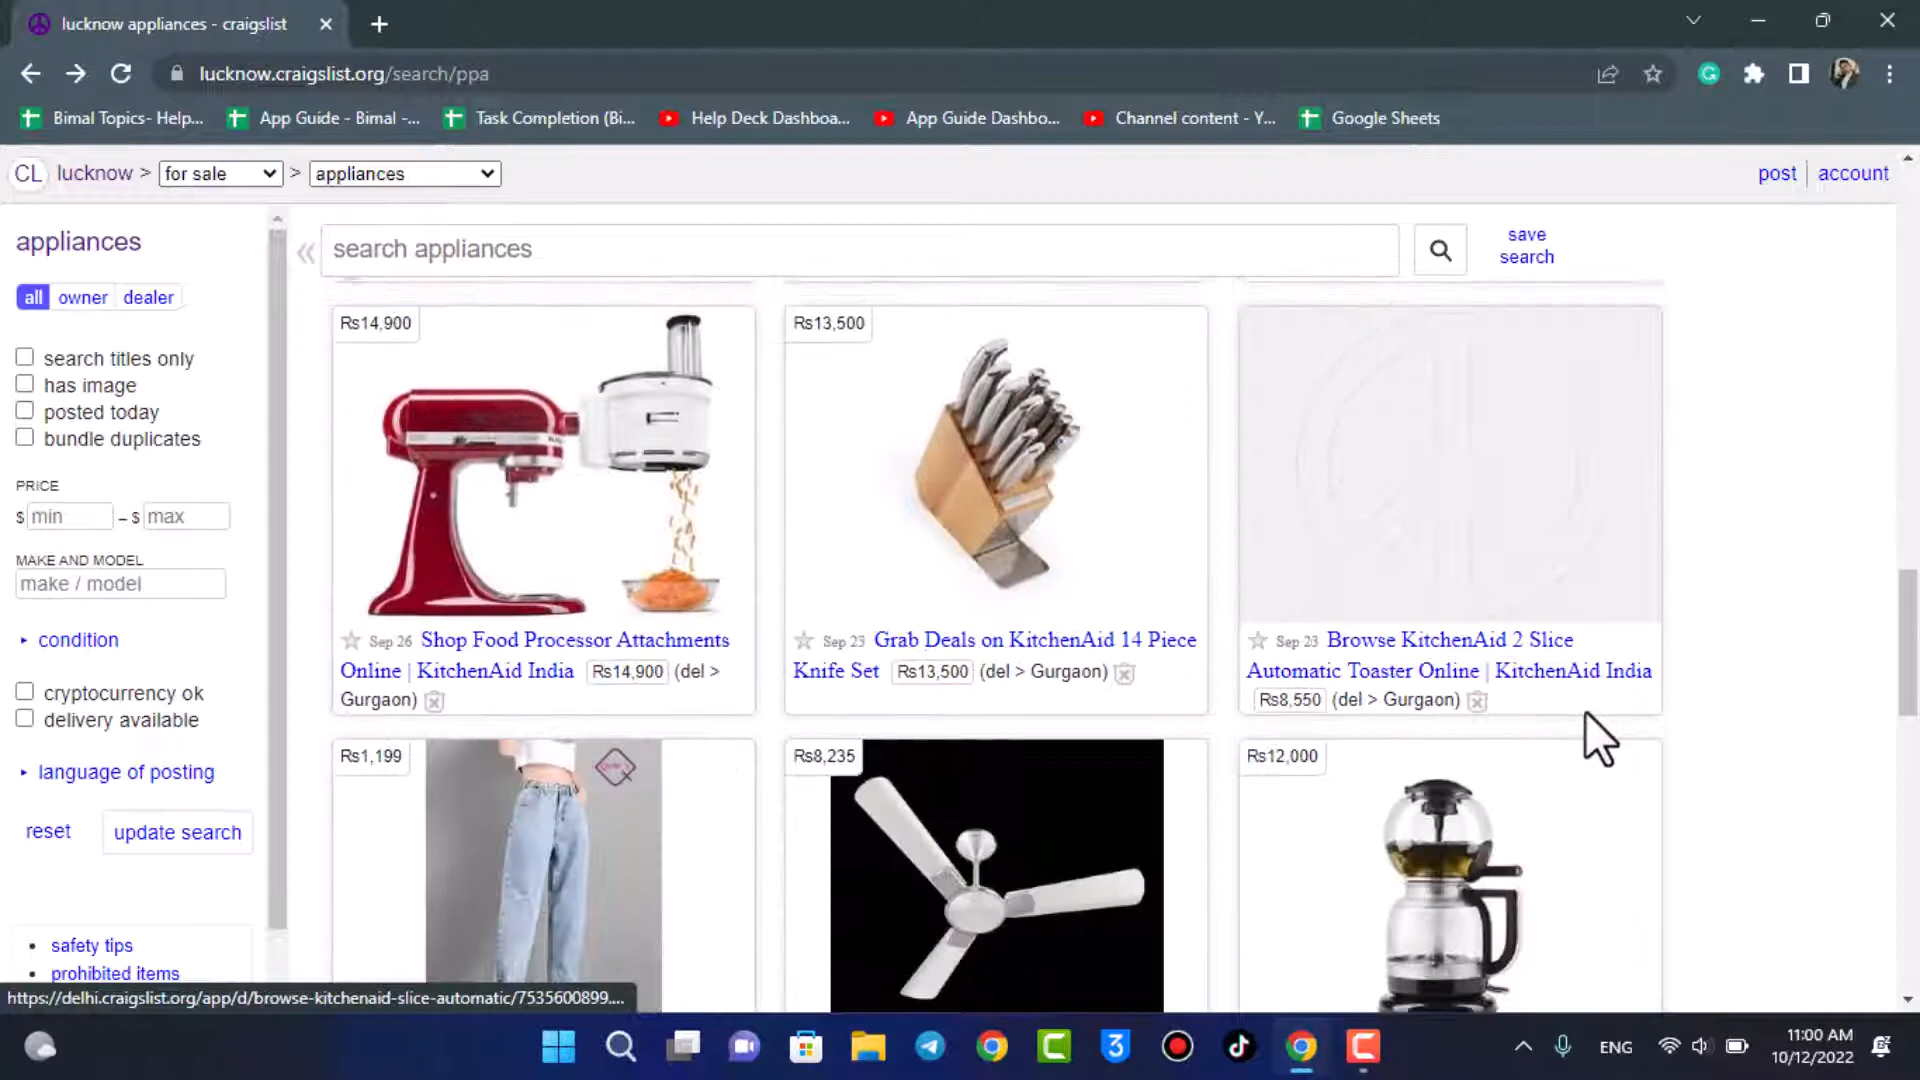 lucknow appliances - craigslist
lucknow.craigslist.org/search/ppa
Bimal Topics- Help...
App Guide - Bimal -...
Task Completion (Bi...
Help Deck Dashboa...
App Guide Dashbo...
Channel content - Y...
Google Sheets
CL lucknow > for sale > appliances
post account
appliances
search appliances
save
search
all owner dealer
search titles only
has image
posted today
bundle duplicates
PRICE
$ min – $ max
MAKE AND MODEL
make / model
condition
cryptocurrency ok
delivery available
language of posting
reset update search
safety tips
prohibited items
Rs14,900
Sep 26 Shop Food Processor Attachments
Online | KitchenAid India Rs14,900 (del >
Gurgaon)
Rs13,500
Sep 23 Grab Deals on KitchenAid 14 Piece
Knife Set Rs13,500 (del > Gurgaon)
Sep 23 Browse KitchenAid 2 Slice
Automatic Toaster Online | KitchenAid India
Rs8,550 (del > Gurgaon)
Rs1,199
Rs8,235
Rs12,000
https://delhi.craigslist.org/app/d/browse-kitchenaid-slice-automatic/7535600899....
ENG
11:00 AM
10/12/2022